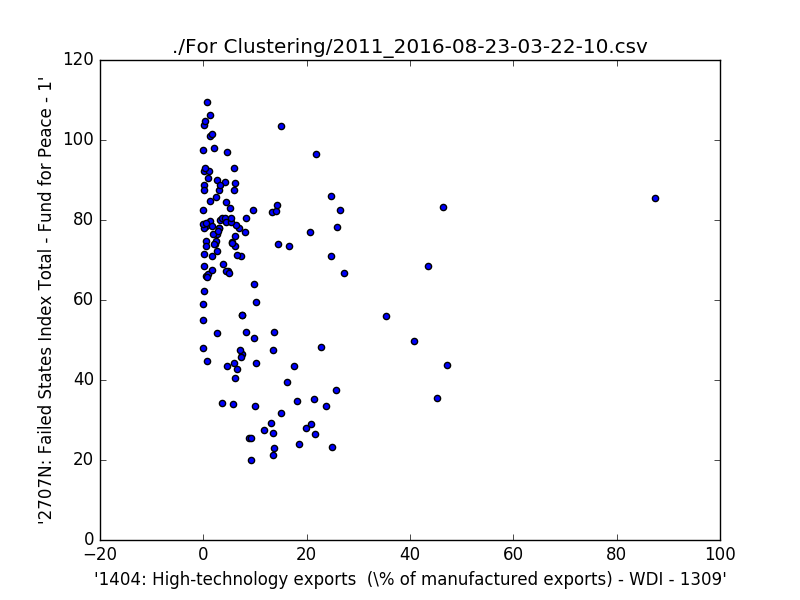 ./For Clustering/2011_2016-08-23-03-22-10.csv
120
100
80
60
40
20
0
'2707N: Failed States Index Total - Fund for Peace - 1'
−20 0 20 40 60 80 100
'1404: High-technology exports  (\% of manufactured exports) - WDI - 1309'